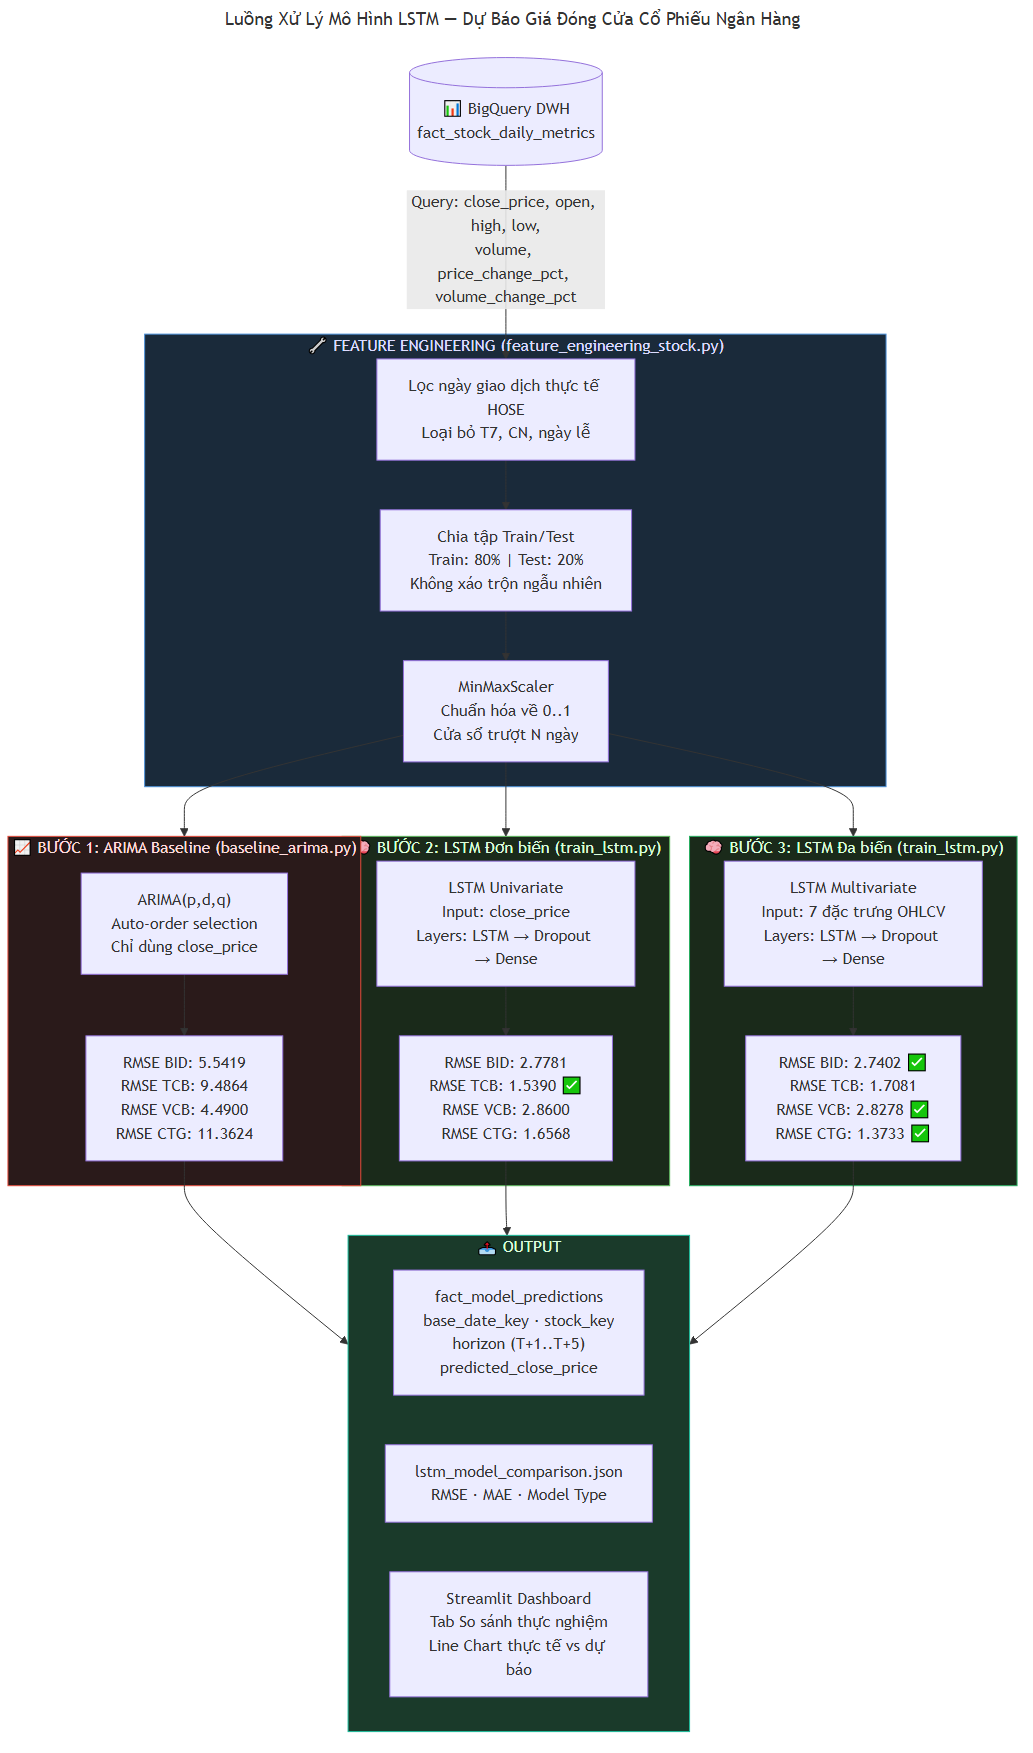 Luồng Xử Lý Mô Hình LSTM — Dự Báo Giá Đóng Cửa Cổ Phiếu Ngân Hàng
📊 BigQuery DWH
fact_stock_daily_metrics
Query: close_price, open,
high, low,
volume,
price_change_pct,
volume_change_pct
🔧 FEATURE ENGINEERING (feature_engineering_stock.py)
Lọc ngày giao dịch thực tế
HOSE
Loại bỏ T7, CN, ngày lễ
Chia tập Train/Test
Train: 80% | Test: 20%
Không xáo trộn ngẫu nhiên
MinMaxScaler
Chuẩn hóa về 0..1
Cửa sổ trượt N ngày
📈 BƯỚC 1: ARIMA Baseline (baseline_arima.py)
ARIMA(p,d,q)
Auto-order selection
Chỉ dùng close_price
RMSE BID: 5.5419
RMSE TCB: 9.4864
RMSE VCB: 4.4900
RMSE CTG: 11.3624
🧠 BƯỚC 2: LSTM Đơn biến (train_lstm.py)
LSTM Univariate
Input: close_price
Layers: LSTM → Dropout
→ Dense
RMSE BID: 2.7781
RMSE TCB: 1.5390 ✅
RMSE VCB: 2.8600
RMSE CTG: 1.6568
🧠 BƯỚC 3: LSTM Đa biến (train_lstm.py)
LSTM Multivariate
Input: 7 đặc trưng OHLCV
Layers: LSTM → Dropout
→ Dense
RMSE BID: 2.7402 ✅
RMSE TCB: 1.7081
RMSE VCB: 2.8278 ✅
RMSE CTG: 1.3733 ✅
📤 OUTPUT
fact_model_predictions
base_date_key · stock_key
horizon (T+1..T+5)
predicted_close_price
lstm_model_comparison.json
RMSE · MAE · Model Type
Streamlit Dashboard
Tab So sánh thực nghiệm
Line Chart thực tế vs dự
báo